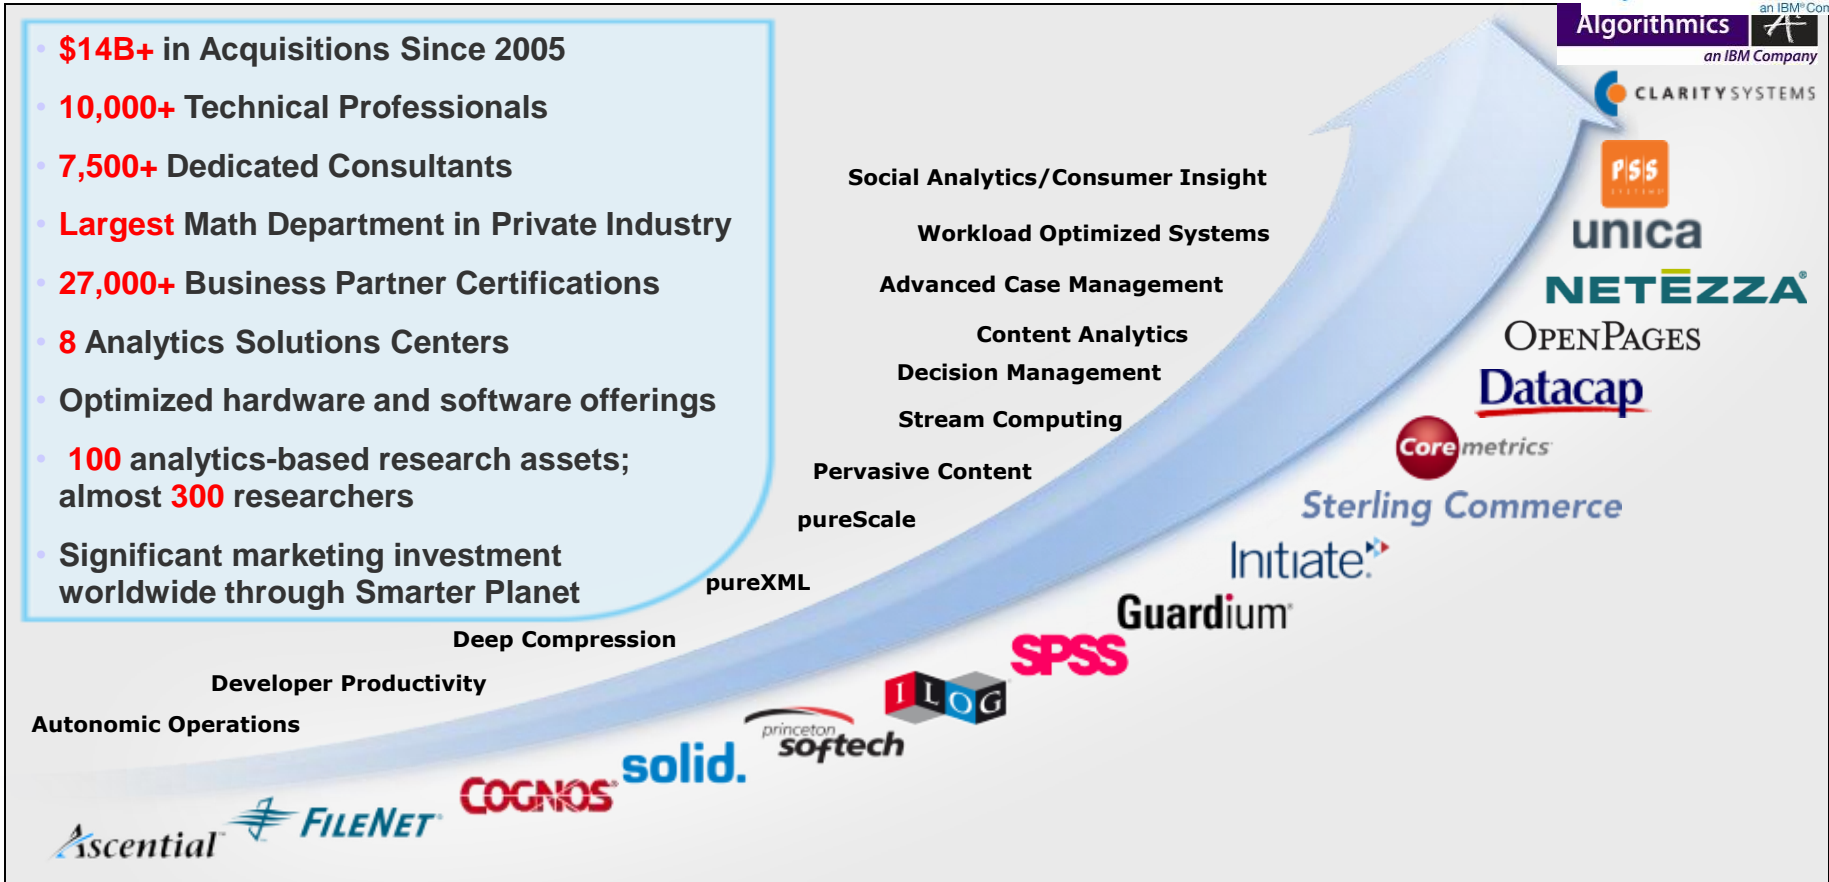 an IBM® Con
Algorithmics
an IBM Company
CLARITY SYSTEMS
• $14B+ in Acquisitions Since 2005
• 10,000+ Technical Professionals
• 7,500+ Dedicated Consultants
• Largest Math Department in Private Industry
• 27,000+ Business Partner Certifications
• 8 Analytics Solutions Centers
• Optimized hardware and software offerings
• 100 analytics-based research assets;
almost 300 researchers
• Significant marketing investment
worldwide through Smarter Planet
Social Analytics/Consumer Insight
Workload Optimized Systems
Advanced Case Management
Content Analytics
Decision Management
Stream Computing
Pervasive Content
pureScale
pureXML
Deep Compression
Developer Productivity
Autonomic Operations
P|S|S
SYSTEMS
unica
NETEZZA®
OPENPAGES
Datacap
Coremetrics
Sterling Commerce
Initiate.
Guardium
SPSS
ILOG
princeton
softech
solid.
COGNOS
FILENET
Ascential™